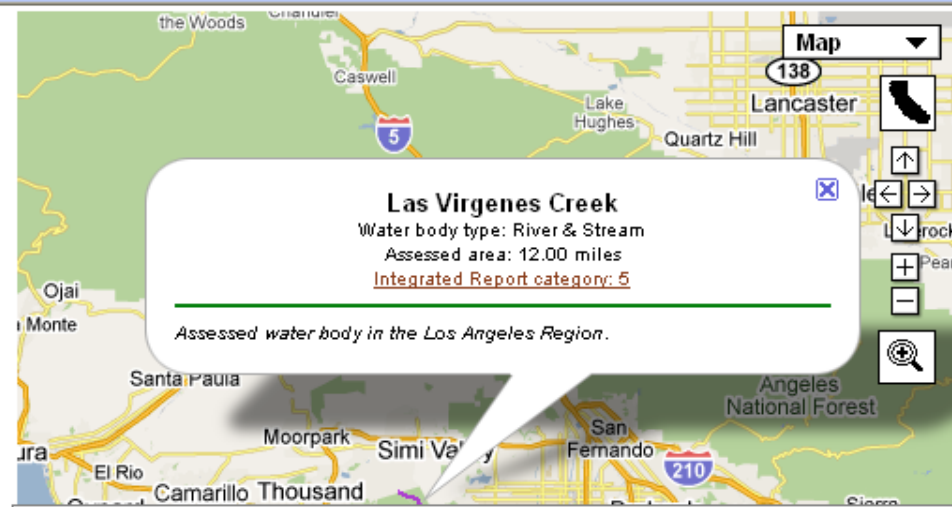 the Woods
Chandler
Map
138
Caswell
Lancaster
Lake
Hughes
5
Quartz Hill
Las Virgenes Creek
Water body type: River & Stream
Assessed area: 12.00 miles
Integrated Report category: 5
Ojai
Monte
Assessed water body in the Los Angeles Region.
Santa Paula
Angeles
National Forest
Moorpark
Simi
San
Fernando
210
El Rio
Camarillo
Thousand
Sierra